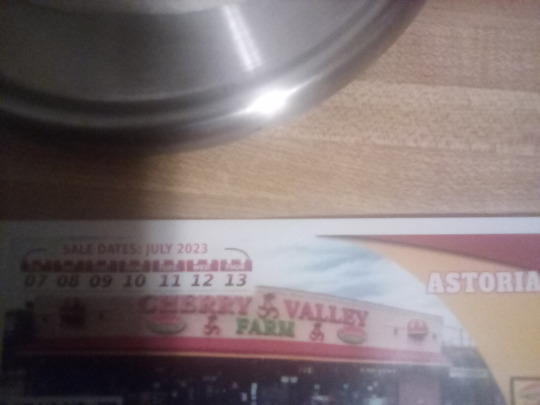 SALE DATES: JULY 2023
07 08 09 10 11 12 13
CHERRY VALLEY
FARM
ASTORIA